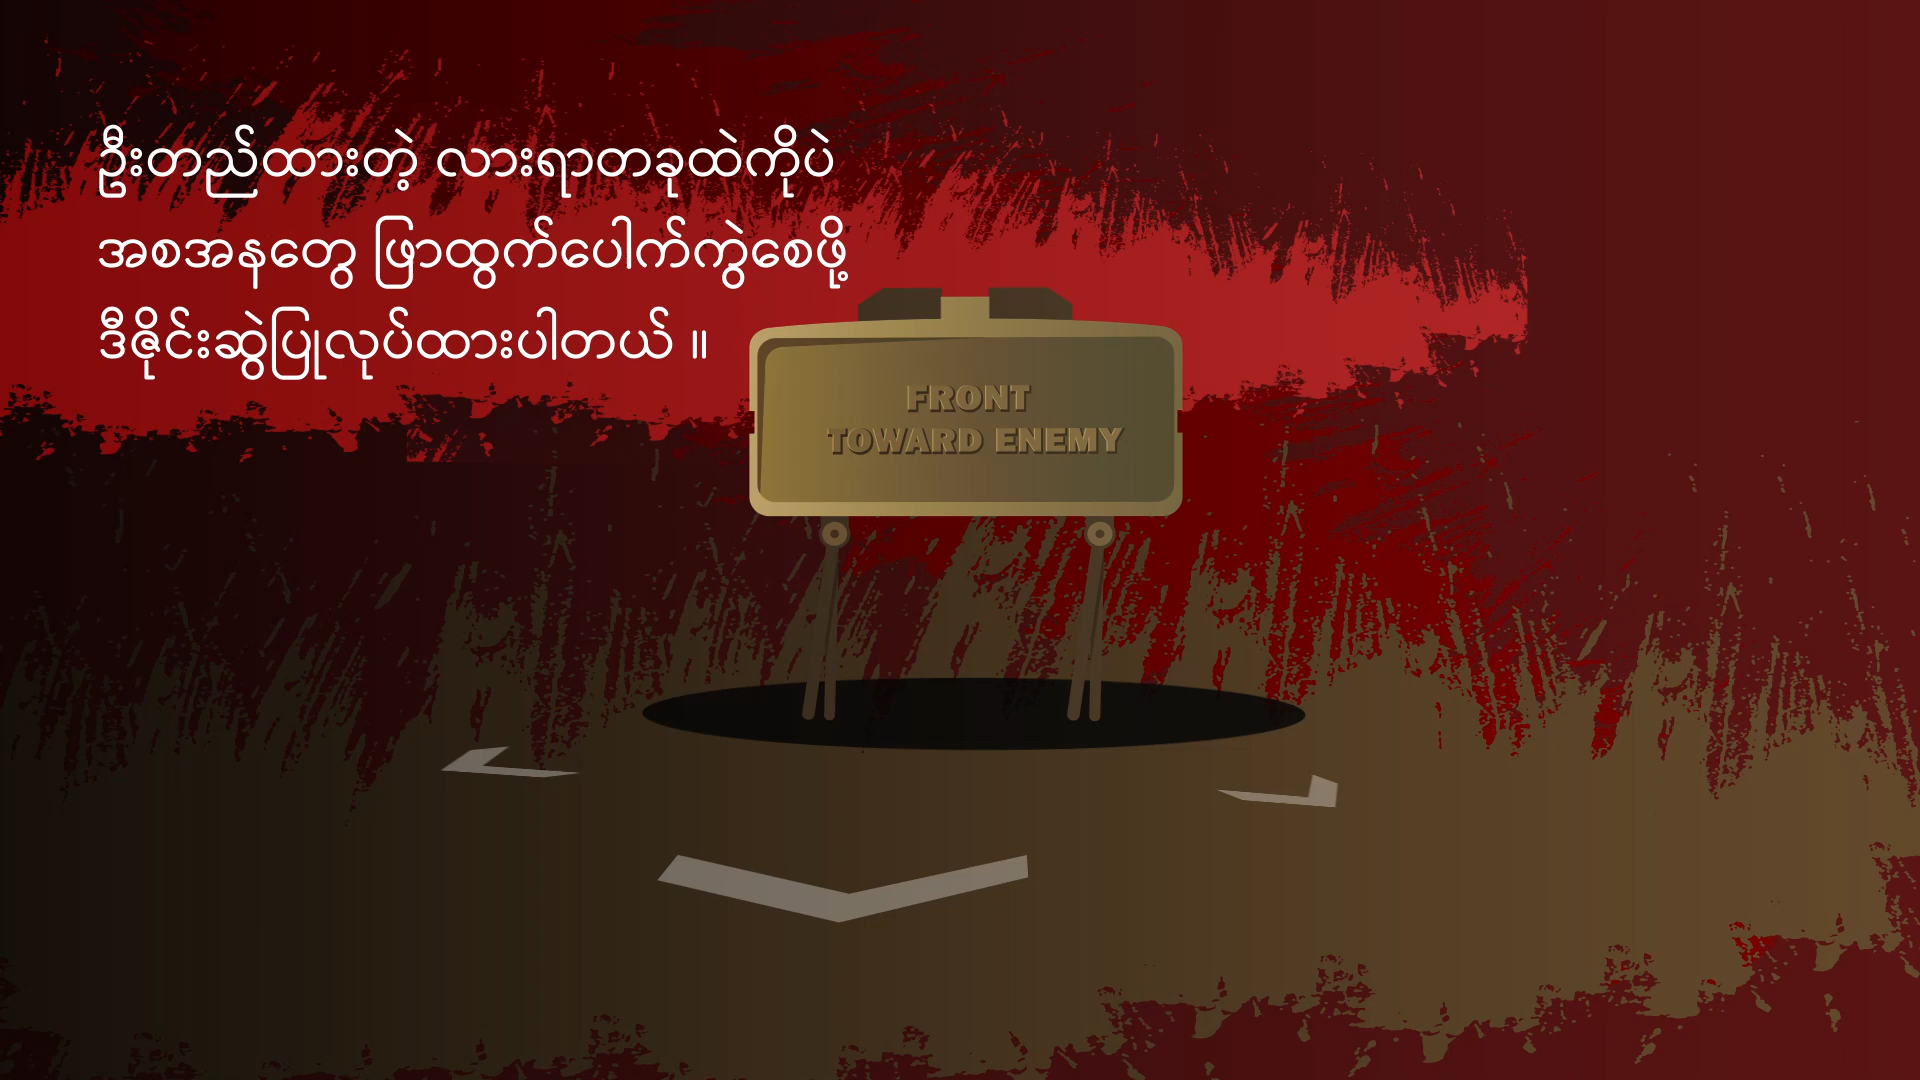 ဦးတည်ထားတဲ့ လားရာတခုထဲကိုပဲ
အစအနတွေ ဖြာထွက်ပေါက်ကွဲစေဖို့
ဒီဇိုင်းဆွဲပြုလုပ်ထားပါတယ် ။
FRONT
TOWARD ENEMY